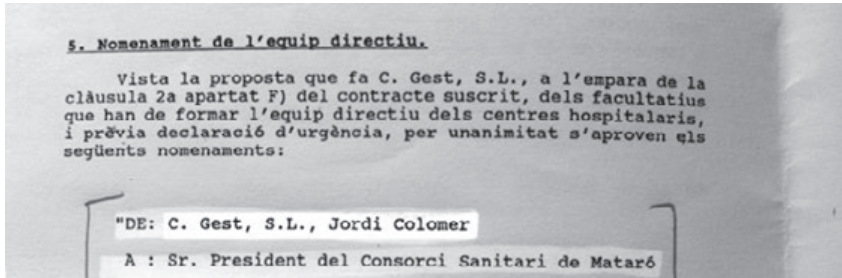 5. Nomenament de l'equip directiu.
Vista la proposta que fa C. Gest, S.L., a l'empara de la
clàusula 2a apartat F) del contracte suscrit, dels facultatius
que han de formar l'equip directiu dels centres hospitalaris,
i prèvia declaració d'urgència, per unanimitat s'aproven els
següents nomenaments:
"DE: C. Gest, S.L., Jordi Colomer
A : Sr. President del Consorci Sanitari de Mataró